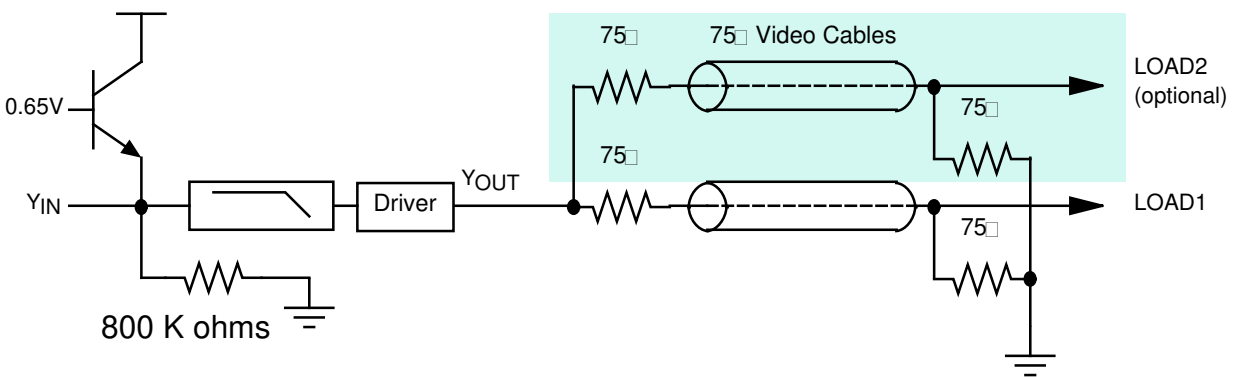 75□
75□ Video Cables
LOAD2
(optional)
0.65V
75□
75□
YIN
YOUT
Driver
LOAD1
75□
800 K ohms